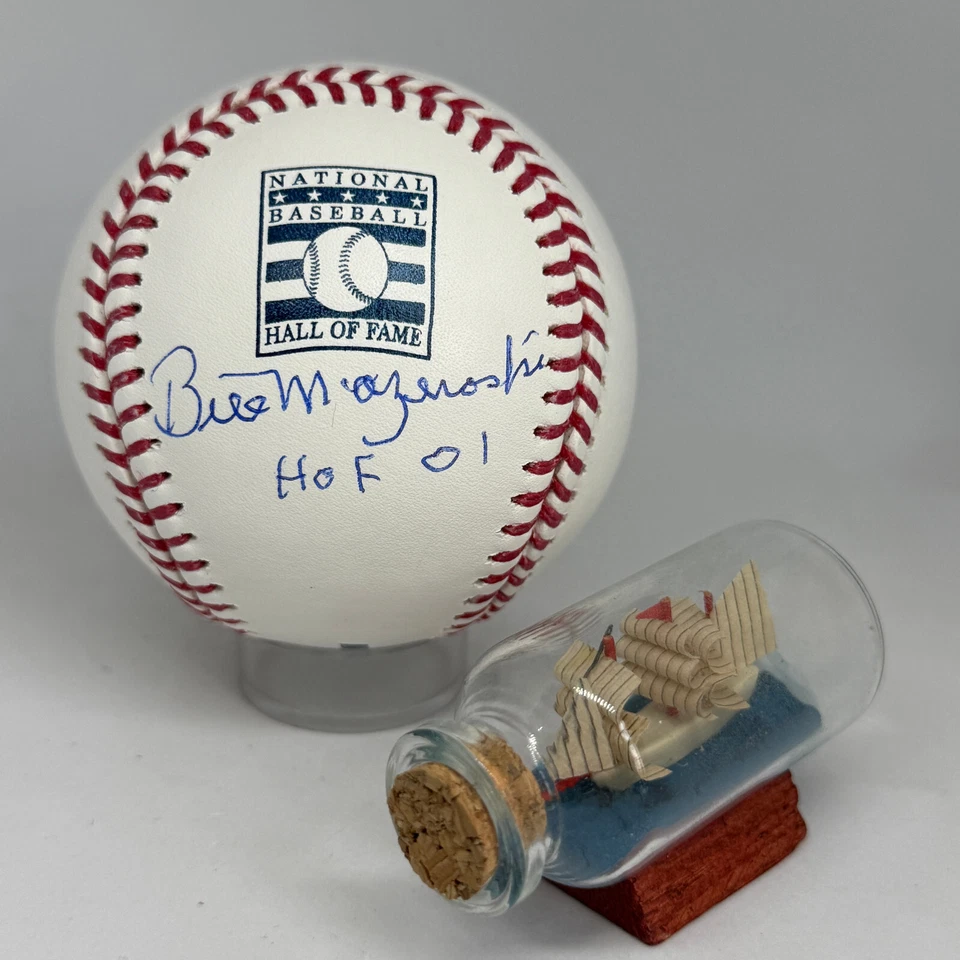 NATIONAL
BASEBALL
HALL OF FAME
Bill Mazeroski
HOF 01